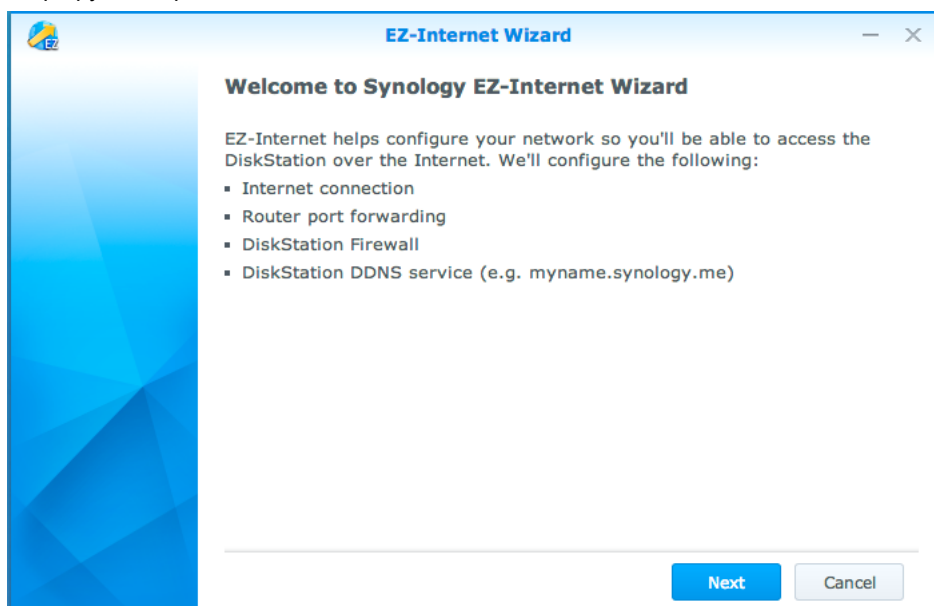 EZ
EZ-Internet Wizard
Welcome to Synology EZ-Internet Wizard
EZ-Internet helps configure your network so you'll be able to access the
DiskStation over the Internet. We'll configure the following:
▪ Internet connection
▪ Router port forwarding
▪ DiskStation Firewall
▪ DiskStation DDNS service (e.g. myname.synology.me)
Next
Cancel